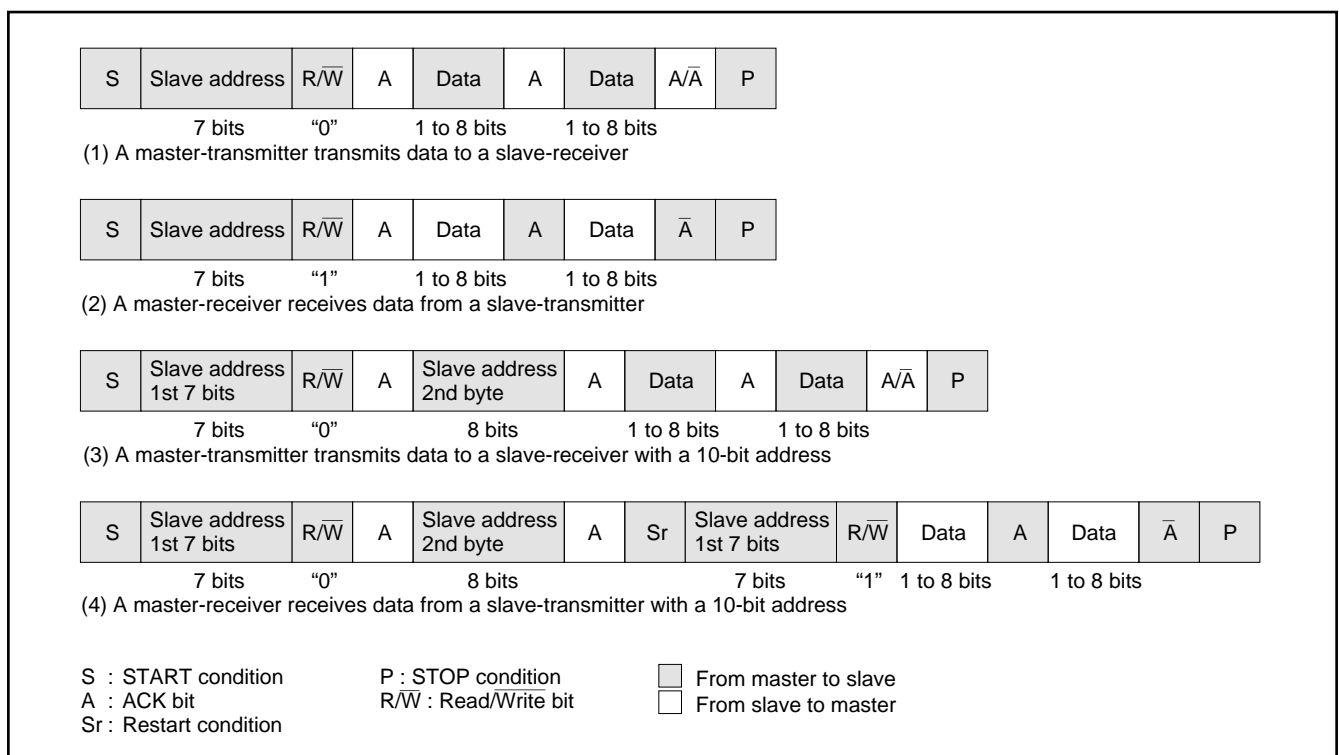 S Slave address R/W̅ A Data A Data A/A̅ P
7 bits “0” 1 to 8 bits 1 to 8 bits
(1) A master-transmitter transmits data to a slave-receiver
S Slave address R/W̅ A Data A Data A̅ P
7 bits “1” 1 to 8 bits 1 to 8 bits
(2) A master-receiver receives data from a slave-transmitter
S Slave address 1st 7 bits R/W̅ A Slave address 2nd byte A Data A Data A/A̅ P
7 bits “0” 8 bits 1 to 8 bits 1 to 8 bits
(3) A master-transmitter transmits data to a slave-receiver with a 10-bit address
S Slave address 1st 7 bits R/W̅ A Slave address 2nd byte A Sr Slave address 1st 7 bits R/W̅ Data A Data A̅ P
7 bits “0” 8 bits 7 bits “1” 1 to 8 bits 1 to 8 bits
(4) A master-receiver receives data from a slave-transmitter with a 10-bit address
S : START condition P : STOP condition From master to slave
A : ACK bit R/W̅ : Read/W̅r̅i̅t̅e̅ bit From slave to master
Sr : Restart condition